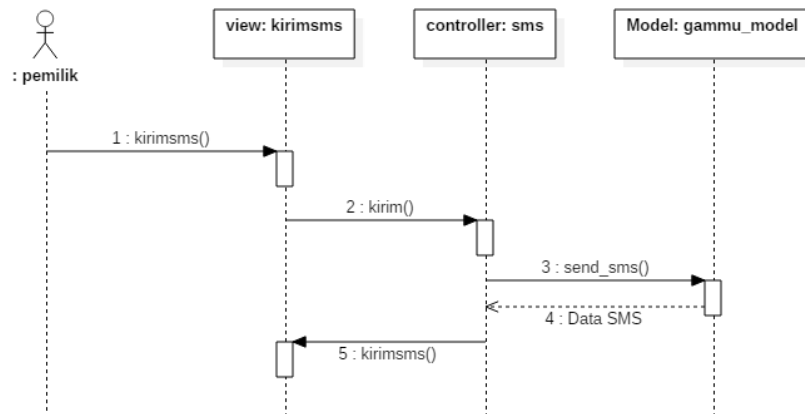 view: kirimsms
controller: sms
Model: gammu_model
: pemilik
1 : kirimsms()
2 : kirim()
3 : send_sms()
4 : Data SMS
5 : kirimsms()